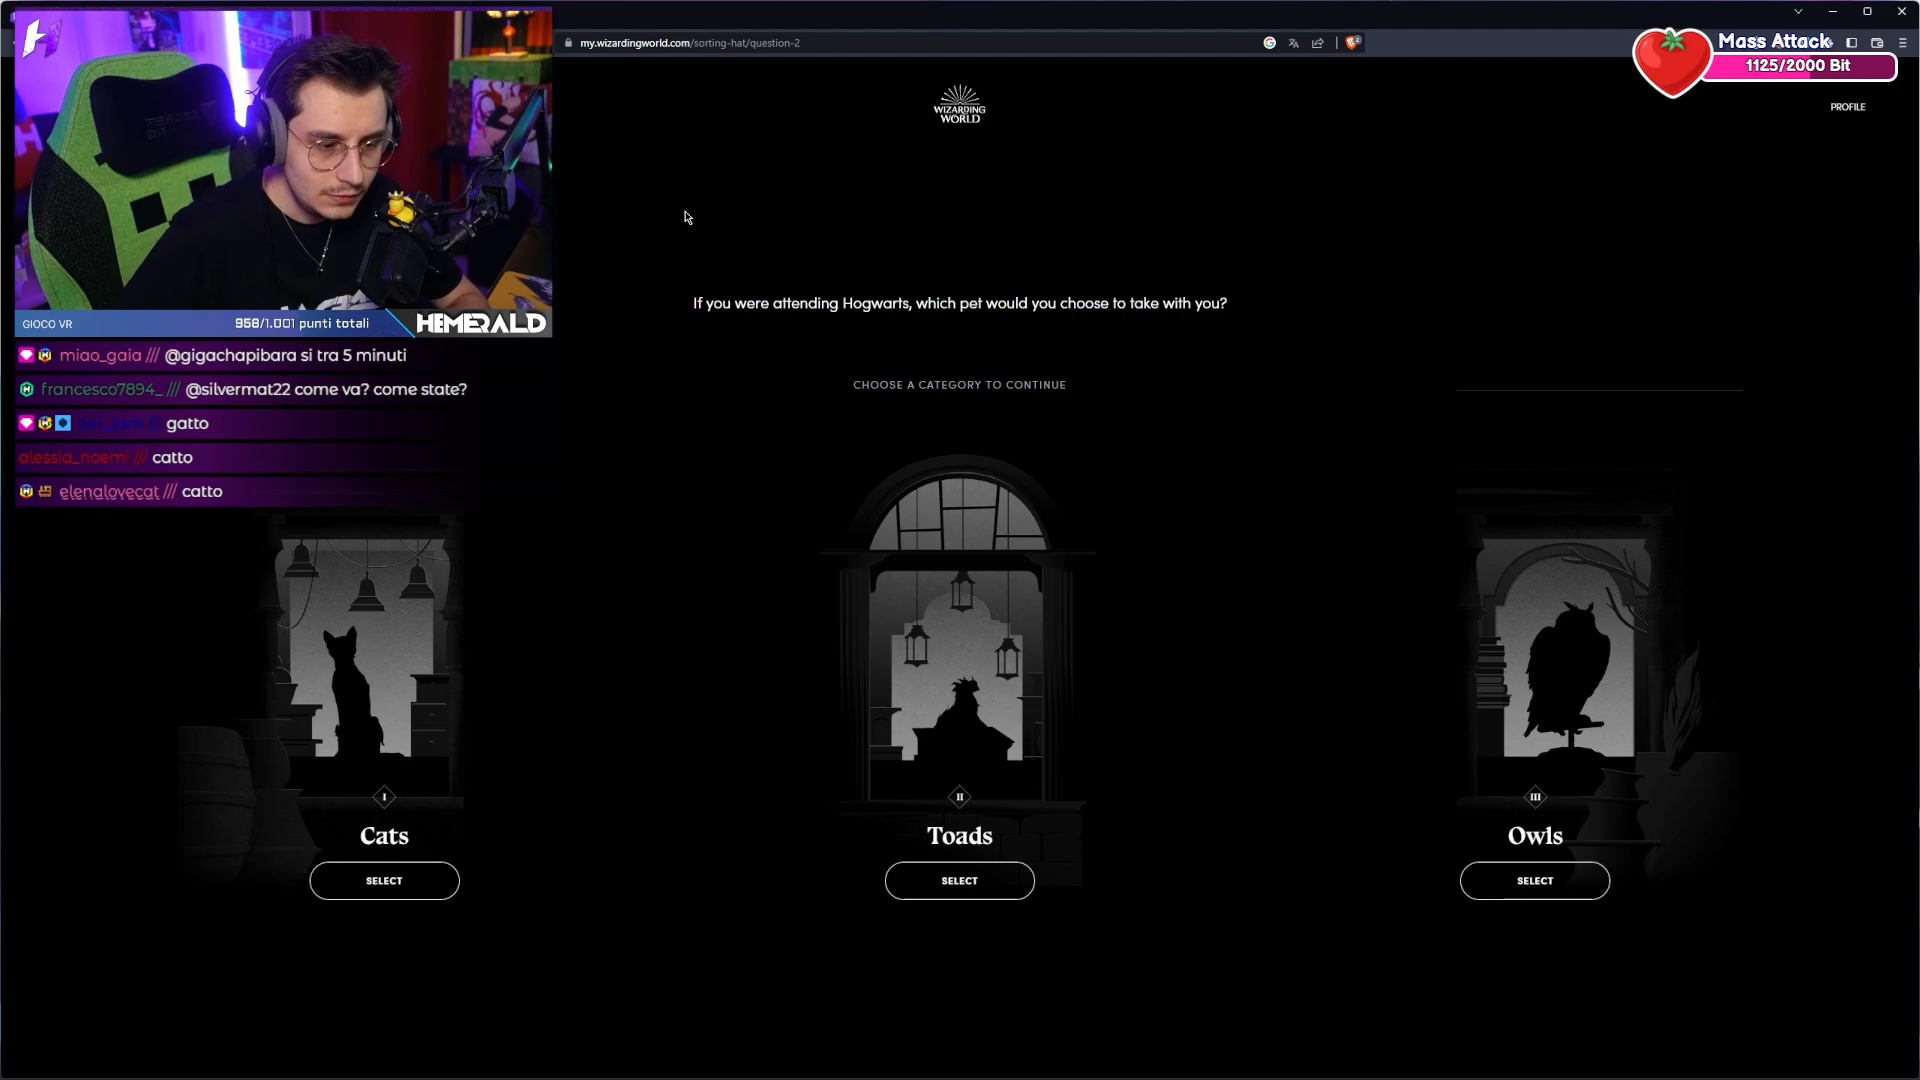 my.wizardingworld.com/sorting-hat/question-2
Mass Attack
1125/2000 Bit
WIZARDING
WORLD
PROFILE
GIOCO VR
958/1.001 punti totali
HEMERALD
miao_gaia /// @gigachapibara si tra 5 minuti
francesco7894_ /// @silvermat22 come va? come state?
/// gatto
alessia_noemi /// catto
elenalovecat /// catto
If you were attending Hogwarts, which pet would you choose to take with you?
CHOOSE A CATEGORY TO CONTINUE
I
II
III
Cats
Toads
Owls
SELECT
SELECT
SELECT